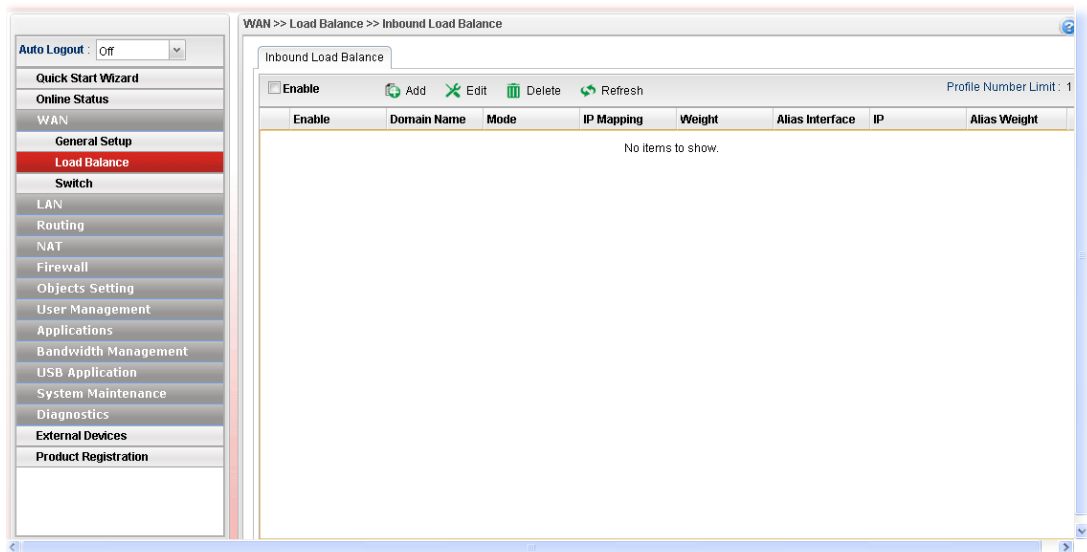 WAN >> Load Balance >> Inbound Load Balance
Auto Logout : Off
Quick Start Wizard
Online Status
WAN
General Setup
Load Balance
Switch
LAN
Routing
NAT
Firewall
Objects Setting
User Management
Applications
Bandwidth Management
USB Application
System Maintenance
Diagnostics
External Devices
Product Registration
Inbound Load Balance
Enable Add Edit Delete Refresh Profile Number Limit : 1
Enable Domain Name Mode IP Mapping Weight Alias Interface IP Alias Weight
No items to show.